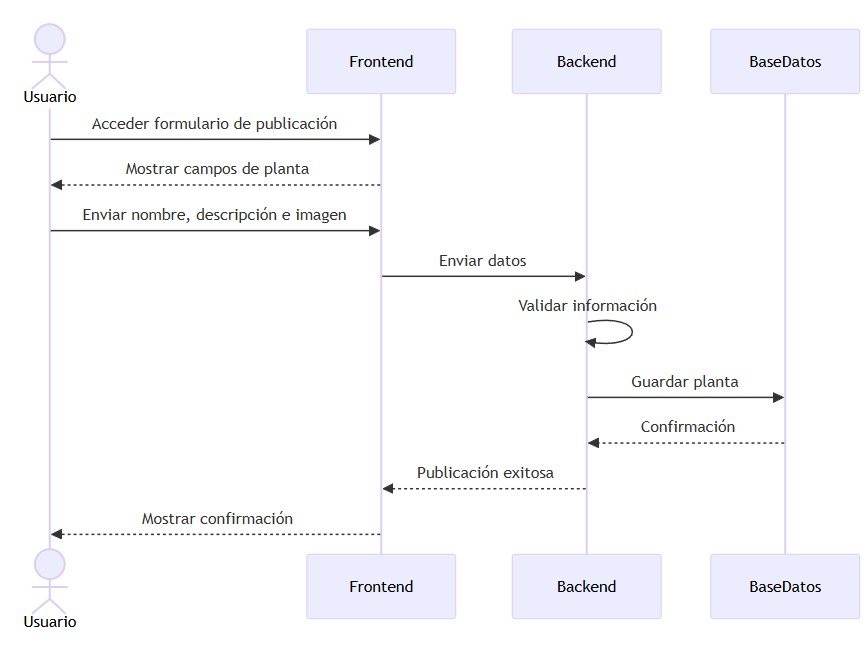 Usuario
Frontend
Backend
BaseDatos
Acceder formulario de publicación
Mostrar campos de planta
Enviar nombre, descripción e imagen
Enviar datos
Validar información
Guardar planta
Confirmación
Publicación exitosa
Mostrar confirmación
Usuario
Frontend
Backend
BaseDatos